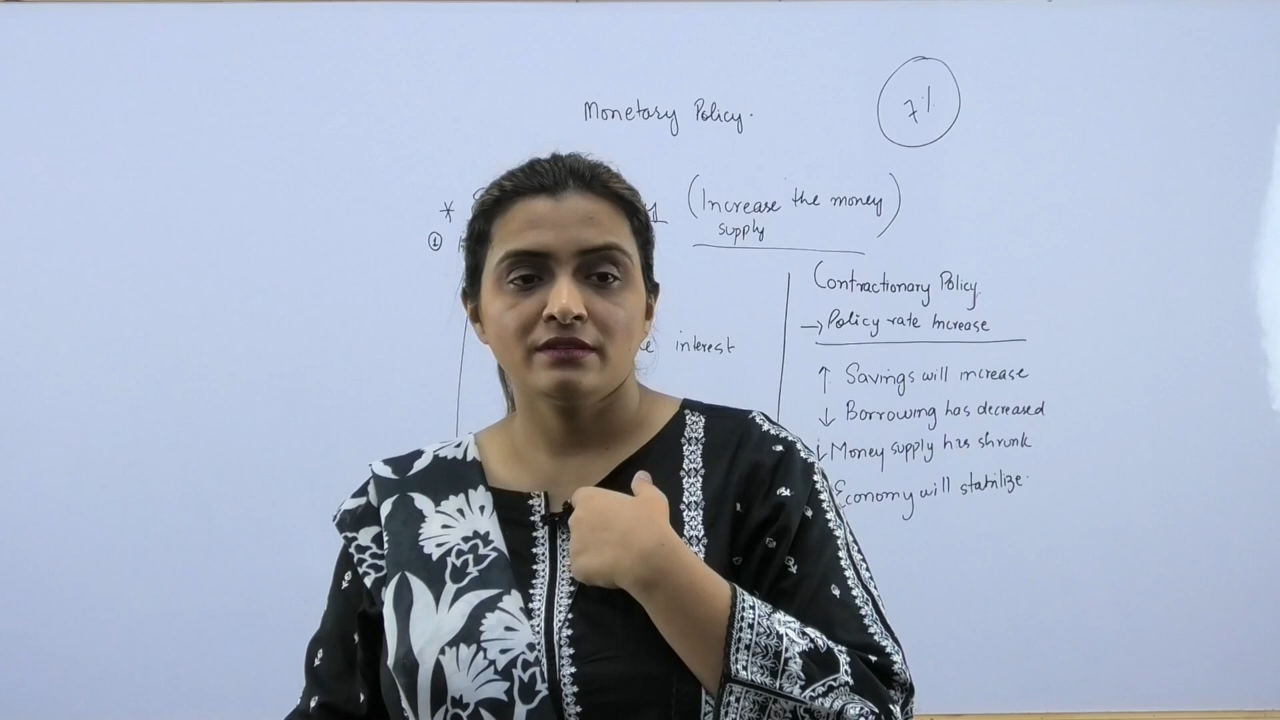 Monetary Policy.
7%
*
(Increase the money)
supply
①
Contractionary Policy.
→ Policy rate Increase
interest
↑ Savings will increase
↓ Borrowing has decreased
↓ Money supply has shrunk
Economy will stabilize.